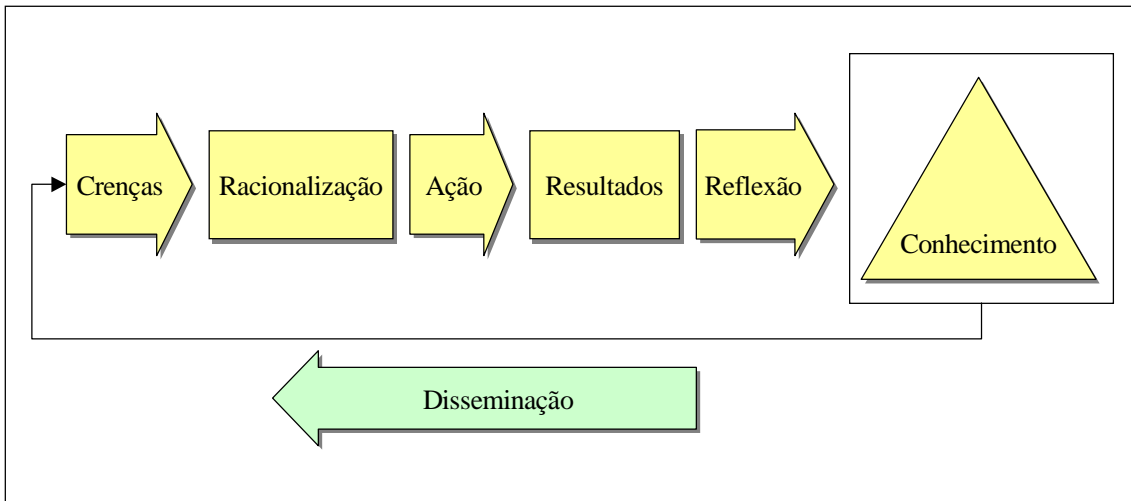 Crenças
Racionalização
Ação
Resultados
Reflexão
Conhecimento
Disseminação